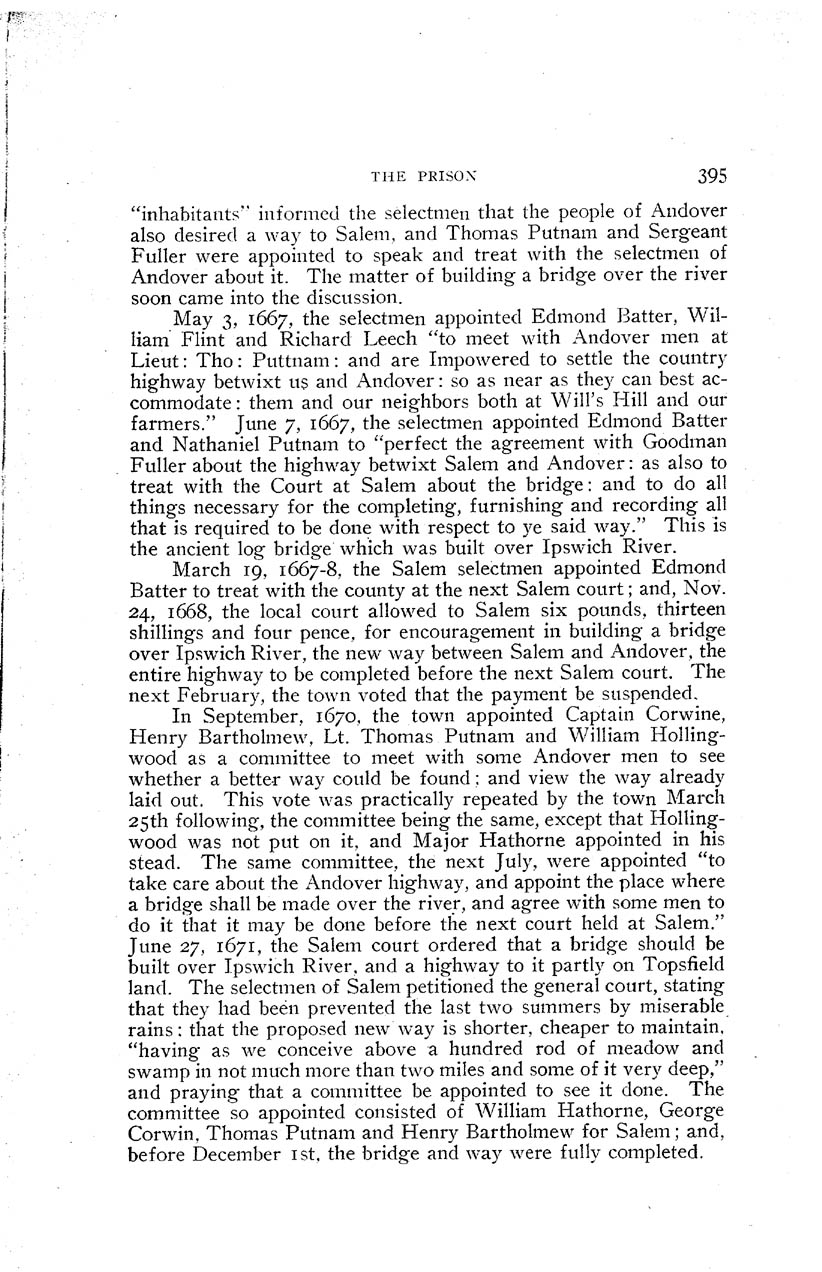 THE PRISON 395
“inhabitants” informed the selectmen that the people of Andover
also desired a way to Salem, and Thomas Putnam and Sergeant
Fuller were appointed to speak and treat with the selectmen of
Andover about it. The matter of building a bridge over the river
soon came into the discussion.
May 3, 1667, the selectmen appointed Edmond Batter, Wil-
liam Flint and Richard Leech “to meet with Andover men at
Lieut: Tho: Puttnam: and are Impowered to settle the country
highway betwixt us and Andover: so as near as they can best ac-
commodate: them and our neighbors both at Will’s Hill and our
farmers.” June 7, 1667, the selectmen appointed Edmond Batter
and Nathaniel Putnam to “perfect the agreement with Goodman
Fuller about the highway betwixt Salem and Andover: as also to
treat with the Court at Salem about the bridge: and to do all
things necessary for the completing, furnishing and recording all
that is required to be done with respect to ye said way.” This is
the ancient log bridge which was built over Ipswich River.
March 19, 1667-8, the Salem selectmen appointed Edmond
Batter to treat with the county at the next Salem court; and, Nov.
24, 1668, the local court allowed to Salem six pounds, thirteen
shillings and four pence, for encouragement in building a bridge
over Ipswich River, the new way between Salem and Andover, the
entire highway to be completed before the next Salem court. The
next February, the town voted that the payment be suspended.
In September, 1670, the town appointed Captain Corwine,
Henry Bartholmew, Lt. Thomas Putnam and William Holling-
wood as a committee to meet with some Andover men to see
whether a better way could be found; and view the way already
laid out. This vote was practically repeated by the town March
25th following, the committee being the same, except that Holling-
wood was not put on it, and Major Hathorne appointed in his
stead. The same committee, the next July, were appointed “to
take care about the Andover highway, and appoint the place where
a bridge shall be made over the river, and agree with some men to
do it that it may be done before the next court held at Salem.”
June 27, 1671, the Salem court ordered that a bridge should be
built over Ipswich River, and a highway to it partly on Topsfield
land. The selectmen of Salem petitioned the general court, stating
that they had been prevented the last two summers by miserable
rains: that the proposed new way is shorter, cheaper to maintain,
“having as we conceive above a hundred rod of meadow and
swamp in not much more than two miles and some of it very deep,”
and praying that a committee be appointed to see it done. The
committee so appointed consisted of William Hathorne, George
Corwin, Thomas Putnam and Henry Bartholmew for Salem; and,
before December 1st, the bridge and way were fully completed.